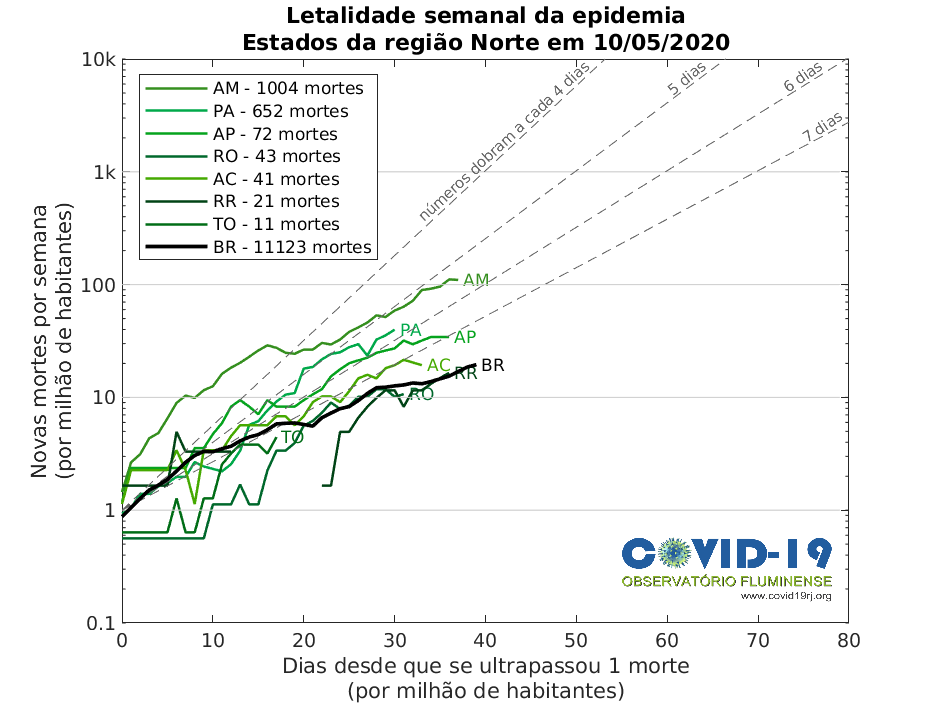 Letalidade semanal da epidemia
Estados da região Norte em 10/05/2020
10k
1k
100
10
1
0.1
Novas mortes por semana
(por milhão de habitantes)
AM - 1004 mortes
PA - 652 mortes
AP - 72 mortes
RO - 43 mortes
AC - 41 mortes
RR - 21 mortes
TO - 11 mortes
BR - 11123 mortes
números dobram a cada 4 dias
5 dias
6 dias
7 dias
AM
PA
AP
AC
BR
RR
RO
TO
COVID-19
OBSERVATÓRIO FLUMINENSE
www.covid19rj.org
0
10
20
30
40
50
60
70
80
Dias desde que se ultrapassou 1 morte
(por milhão de habitantes)